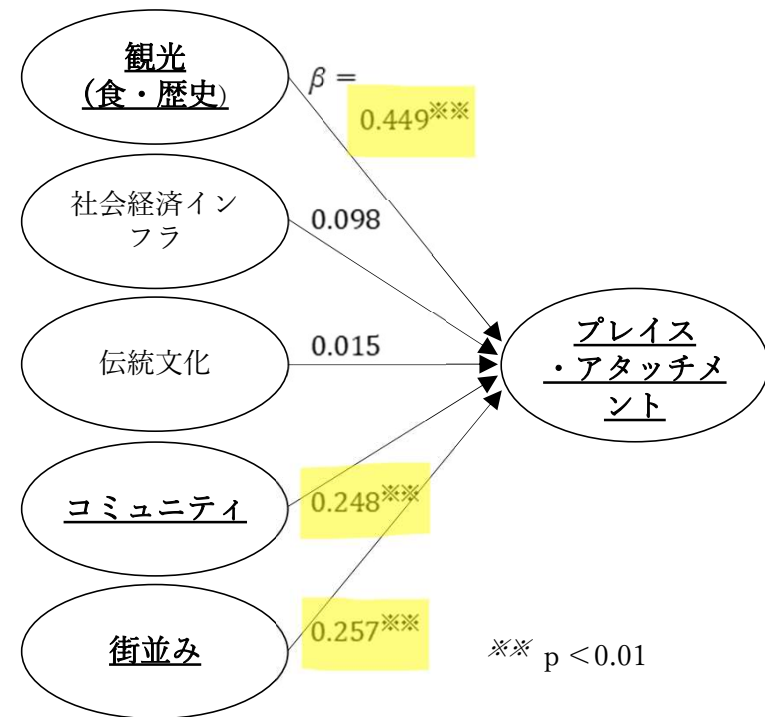 観光
(食・歴史)
β =
0.449※※
社会経済イン
フラ
0.098
伝統文化
0.015
プレイス
・アタッチメ
ント
コミュニティ
0.248※※
街並み
0.257※※
※※ p <0.01